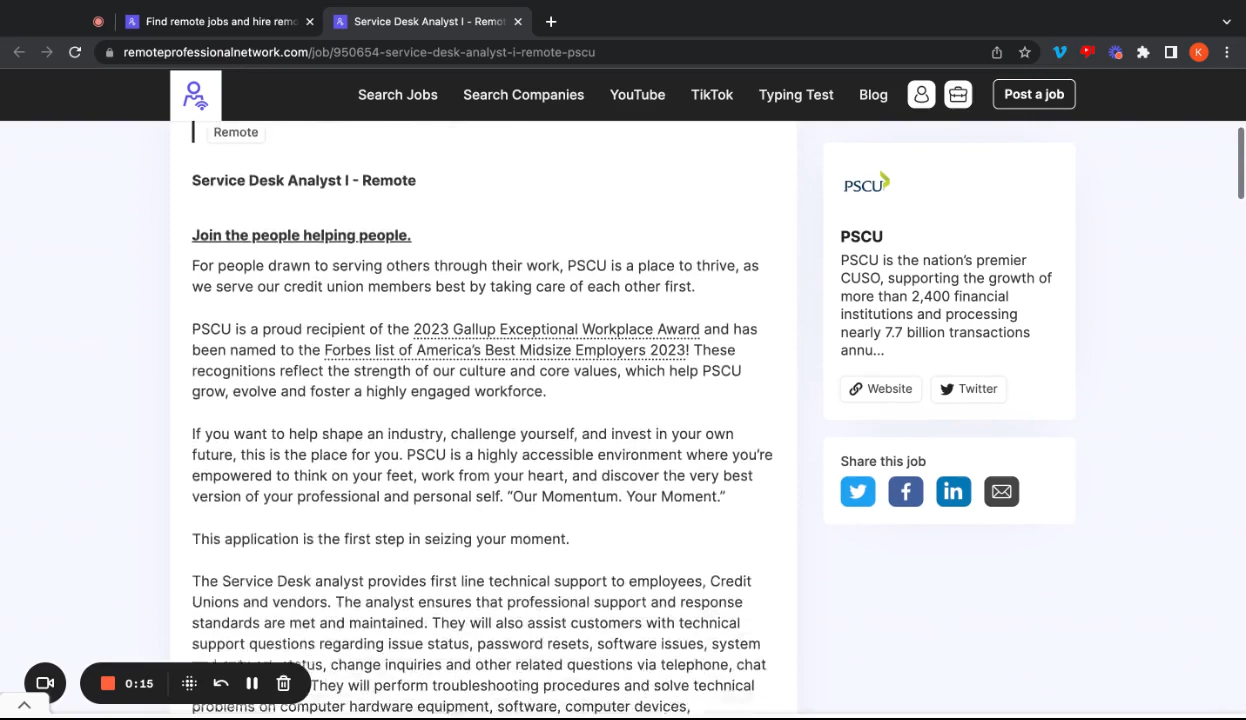 Find remote jobs and hire remo
Service Desk Analyst I - Remot
remoteprofessionalnetwork.com/job/950654-service-desk-analyst-i-remote-pscu
K
Search Jobs
Search Companies
YouTube
TikTok
Typing Test
Blog
Post a job
Remote
Service Desk Analyst I - Remote
Join the people helping people.
For people drawn to serving others through their work, PSCU is a place to thrive, as
we serve our credit union members best by taking care of each other first.
PSCU is a proud recipient of the 2023 Gallup Exceptional Workplace Award and has
been named to the Forbes list of America’s Best Midsize Employers 2023! These
recognitions reflect the strength of our culture and core values, which help PSCU
grow, evolve and foster a highly engaged workforce.
If you want to help shape an industry, challenge yourself, and invest in your own
future, this is the place for you. PSCU is a highly accessible environment where you’re
empowered to think on your feet, work from your heart, and discover the very best
version of your professional and personal self. “Our Momentum. Your Moment.”
This application is the first step in seizing your moment.
The Service Desk analyst provides first line technical support to employees, Credit
Unions and vendors. The analyst ensures that professional support and response
standards are met and maintained. They will also assist customers with technical
support questions regarding issue status, password resets, software issues, system
change inquiries and other related questions via telephone, chat
They will perform troubleshooting procedures and solve technical
problems on computer hardware equipment, software, computer devices,
PSCU
PSCU
PSCU is the nation’s premier
CUSO, supporting the growth of
more than 2,400 financial
institutions and processing
nearly 7.7 billion transactions
annu...
Website
Twitter
Share this job
0:15